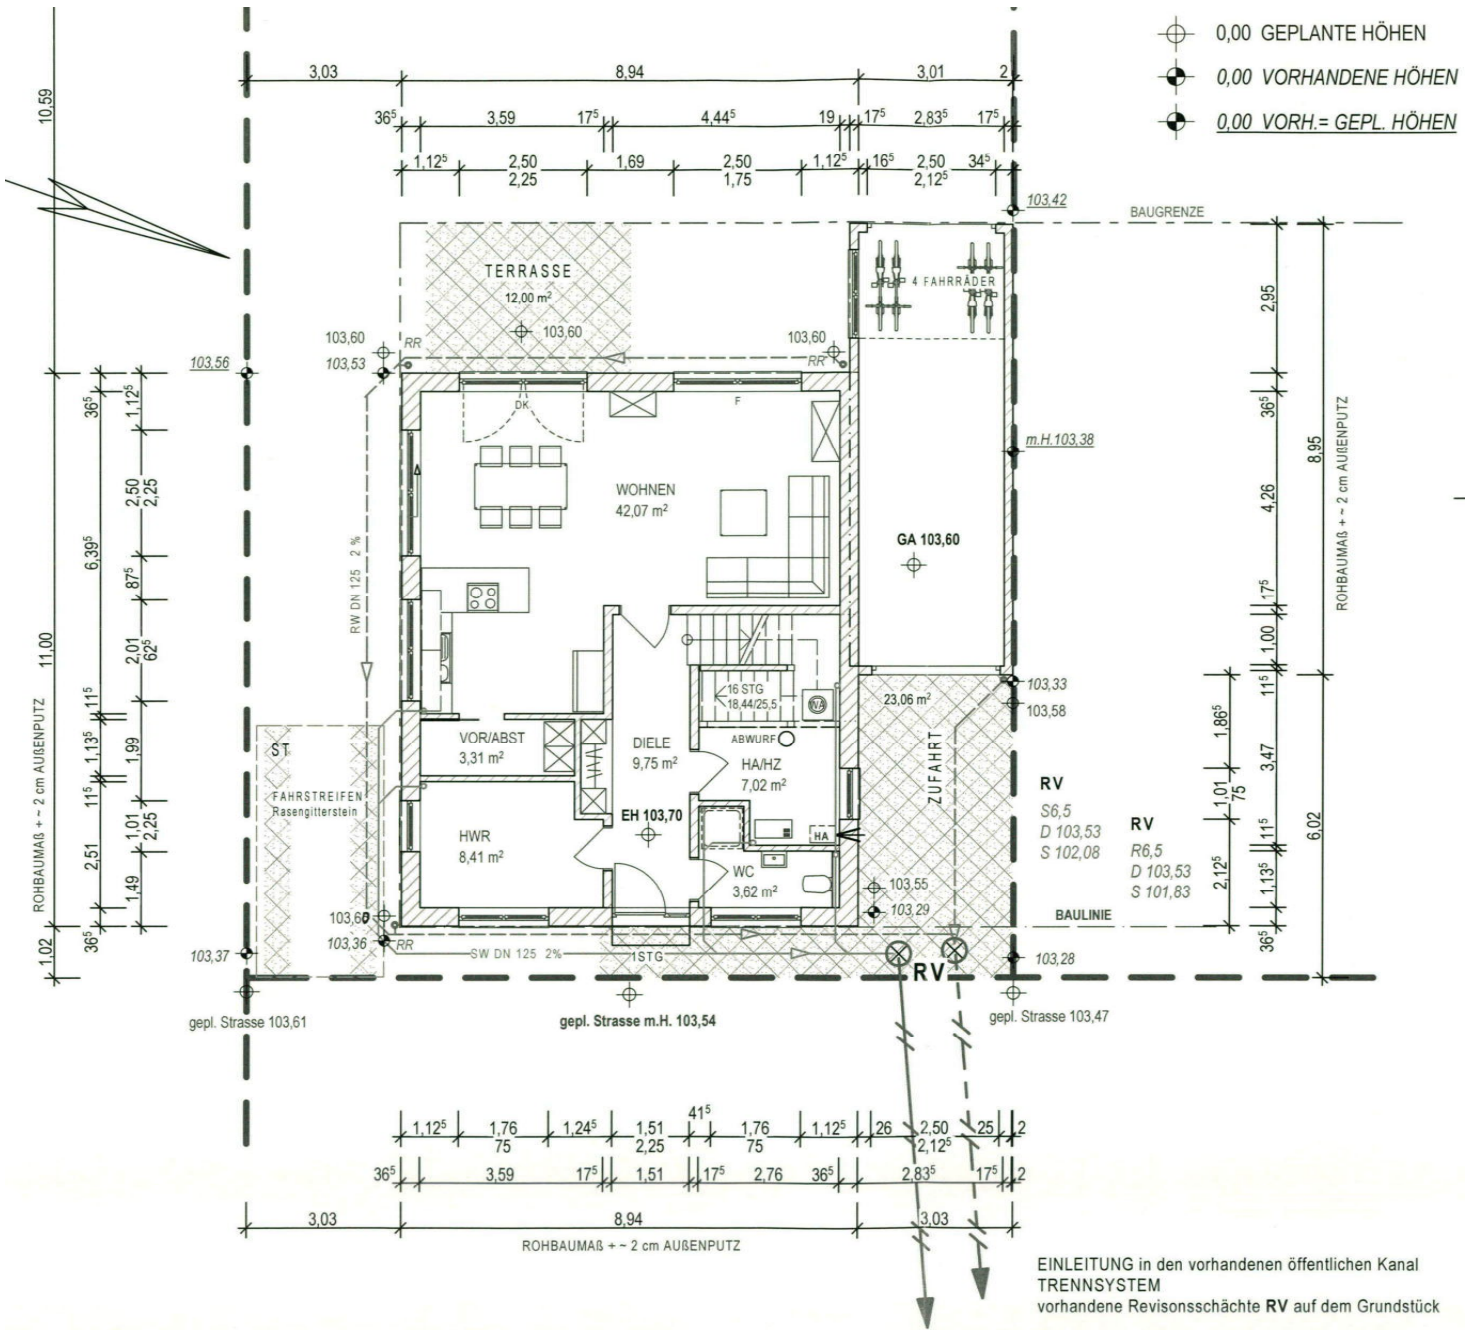 0,00 GEPLANTE HÖHEN
0,00 VORHANDENE HÖHEN
0,00 VORH.= GEPL. HÖHEN
3,03 8,94 3,01 2
36⁵ 3,59 17⁵ 4,44⁵ 19 17⁵ 2,83⁵ 17⁵
1,12⁵ 2,50 1,69 2,50 1,12⁵ 16⁵ 2,50 34⁵
2,25 1,75 2,12⁵
10,59
11,00
1,02
ROHBAUMAß + ~ 2 cm AUßENPUTZ
36⁵
6,39⁵
11⁵
1,13⁵
11⁵
2,51
36⁵
1,12⁵
2,50
2,25
87⁵
2,01
62⁵
1,99
1,01
2,25
1,49
103,42
BAUGRENZE
TERRASSE
12,00 m²
103,60
4 FAHRRÄDER
103,60
RR
103,53
103,60
RR
103,56
DK
F
m.H.103,38
WOHNEN
42,07 m²
GA 103,60
RW DN 125 2 %
16 STG
18,44/25,5
WA
23,06 m²
103,33
103,58
ABWURF
VOR/ABST
3,31 m²
DIELE
9,75 m²
HA/HZ
7,02 m²
ZUFAHRT
ST
FAHRSTREIFEN
Rasengitterstein
EH 103,70
HWR
8,41 m²
HA
WC
3,62 m²
RV
S6,5
D 103,53
S 102,08
RV
R6,5
D 103,53
S 101,83
103,55
103,29
BAULINIE
103,60
103,36
RR
103,37
SW DN 125 2%
1STG
RV
103,28
gepl. Strasse 103,61
gepl. Strasse m.H. 103,54
gepl. Strasse 103,47
2,95
36⁵
4,26
17⁵
1,00
11⁵
3,47
11⁵
1,13⁵
36⁵
1,86⁵
1,01
75
2,12⁵
8,95
6,02
ROHBAUMAß + ~ 2 cm AUßENPUTZ
41⁵
1,12⁵ 1,76 1,24⁵ 1,51 1,76 1,12⁵ 26 2,50 25 2
75 2,25 75 2,12⁵
36⁵ 3,59 17⁵ 1,51 17⁵ 2,76 36⁵ 2,83⁵ 17⁵ 2
3,03 8,94 3,03
ROHBAUMAß + ~ 2 cm AUßENPUTZ
EINLEITUNG in den vorhandenen öffentlichen Kanal
TRENNSYSTEM
vorhandene Revisonsschächte RV auf dem Grundstück